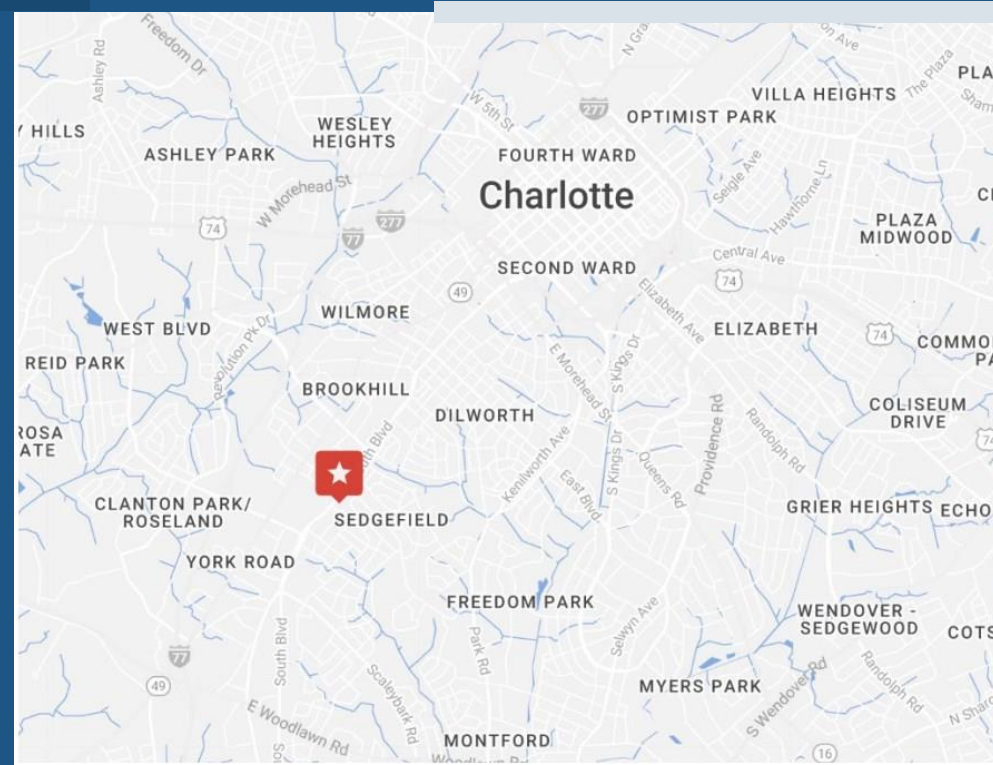 Freedom Dr
Ashley Rd
HILLS
ASHLEY PARK
WESLEY
HEIGHTS
W 5th St
277
VILLA HEIGHTS
OPTIMIST PARK
The Plaza
FOURTH WARD
Charlotte
Seigle Ave
Hawthorne Ln
W Morehead St
277
77
74
PLAZA
MIDWOOD
SECOND WARD
Central Ave
74
49
WILMORE
Elizabeth Ave
ELIZABETH
74
WEST BLVD
Revolution Pk Dr
REID PARK
BROOKHILL
E Morehead St
S Kings Dr
DILWORTH
COLISEUM
DRIVE
Providence Rd
Randolph Rd
Kenilworth Ave
S Kings Dr
Queens Rd
East Blvd
CLANTON PARK/
ROSELAND
SEDGEFIELD
GRIER HEIGHTS
ECHO
YORK ROAD
FREEDOM PARK
Selwyn Ave
WENDOVER -
SEDGEWOOD
Park Rd
South Blvd
77
49
Scaleybark Rd
MYERS PARK
S Wendover Rd
Randolph Rd
E Woodlawn Rd
MONTFORD
16